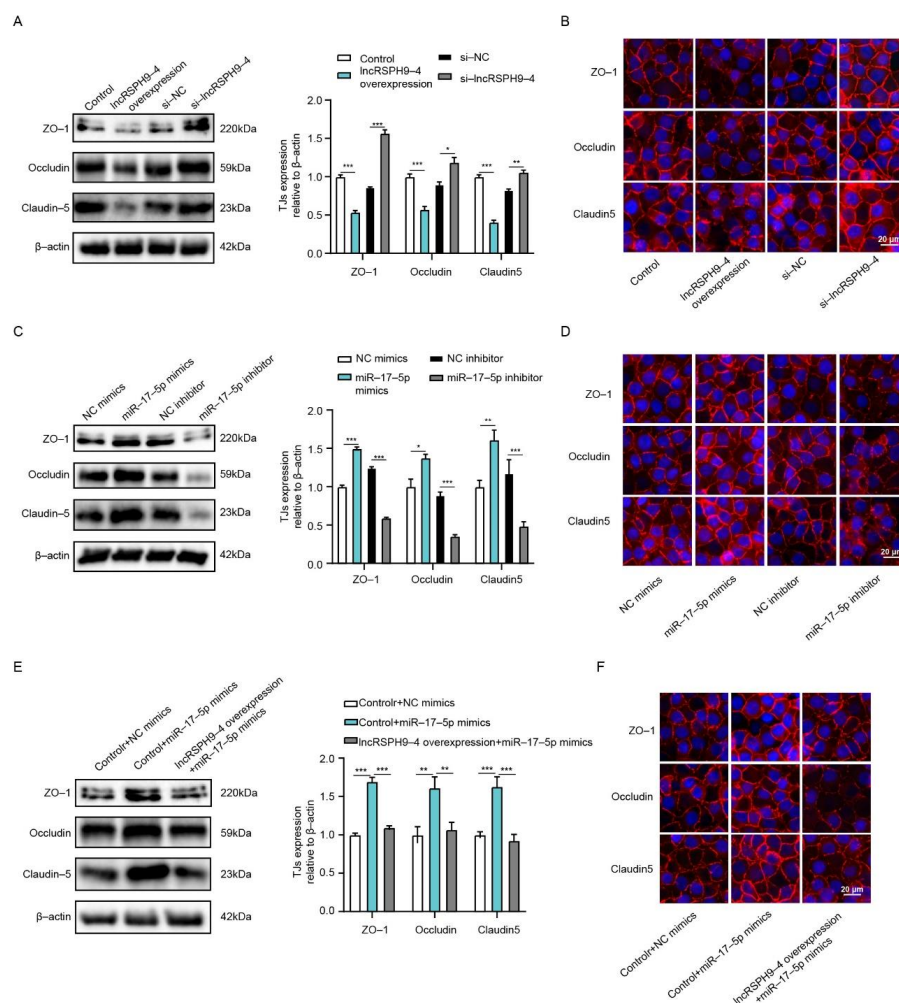 A
Control
lncRSPH9–4
overexpression
si–NC
si–lncRSPH9–4
ZO–1
220kDa
Occludin
59kDa
Claudin–5
23kDa
β–actin
42kDa
Control
lncRSPH9–4
overexpression
si–NC
si–lncRSPH9–4
TJs expression
relative to β–actin
2.0
1.5
1.0
0.5
0.0
***
***
***
*
***
**
ZO–1
Occludin
Claudin5
B
ZO–1
Occludin
Claudin5
20 µm
Control
lncRSPH9–4
overexpression
si–NC
si–lncRSPH9–4
C
NC mimics
miR–17–5p mimics
NC inhibitor
miR–17–5p inhibitor
ZO–1
220kDa
Occludin
59kDa
Claudin–5
23kDa
β–actin
42kDa
NC mimics
miR–17–5p
mimics
NC inhibitor
miR–17–5p inhibitor
TJs expression
relative to β–actin
2.0
1.5
1.0
0.5
0.0
***
***
*
***
**
***
ZO–1
Occludin
Claudin5
D
ZO–1
Occludin
Claudin5
20 µm
NC mimics
miR–17–5p mimics
NC inhibitor
miR–17–5p inhibitor
E
Controlr+NC mimics
Control+miR–17–5p mimics
lncRSPH9–4 overexpression
+miR–17–5p mimics
ZO–1
220kDa
Occludin
59kDa
Claudin–5
23kDa
β–actin
42kDa
Controlr+NC mimics
Control+miR–17–5p mimics
lncRSPH9–4 overexpression+miR–17–5p mimics
TJs expression
relative to β–actin
2.0
1.5
1.0
0.5
0.0
*** ***
** **
*** ***
ZO–1
Occludin
Claudin5
F
ZO–1
Occludin
Claudin5
20 µm
Controlr+NC mimics
Control+miR–17–5p mimics
lncRSPH9–4 overexpression
+miR–17–5p mimics